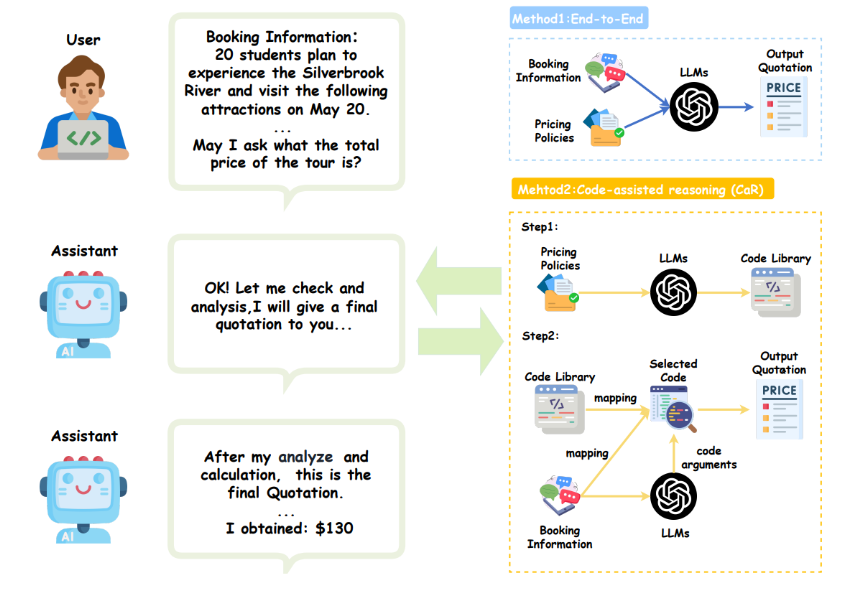 User
Booking Information:
20 students plan to
experience the Silverbrook
River and visit the following
attractions on May 20.
...
May I ask what the total
price of the tour is?
Assistant
OK! Let me check and
analysis,I will give a final
quotation to you...
AI
Assistant
After my analyze and
calculation, this is the
final Quotation.
...
I obtained: $130
AI
Method1:End-to-End
Booking
Information
Pricing
Policies
LLMs
Output
Quotation
PRICE
Mehtod2:Code-assisted reasoning (CaR)
Step1:
Pricing
Policies
LLMs
Code Library
</>
Step2:
Code Library
</>
mapping
Selected
Code
Output
Quotation
PRICE
mapping
code
arguments
Booking
Information
LLMs